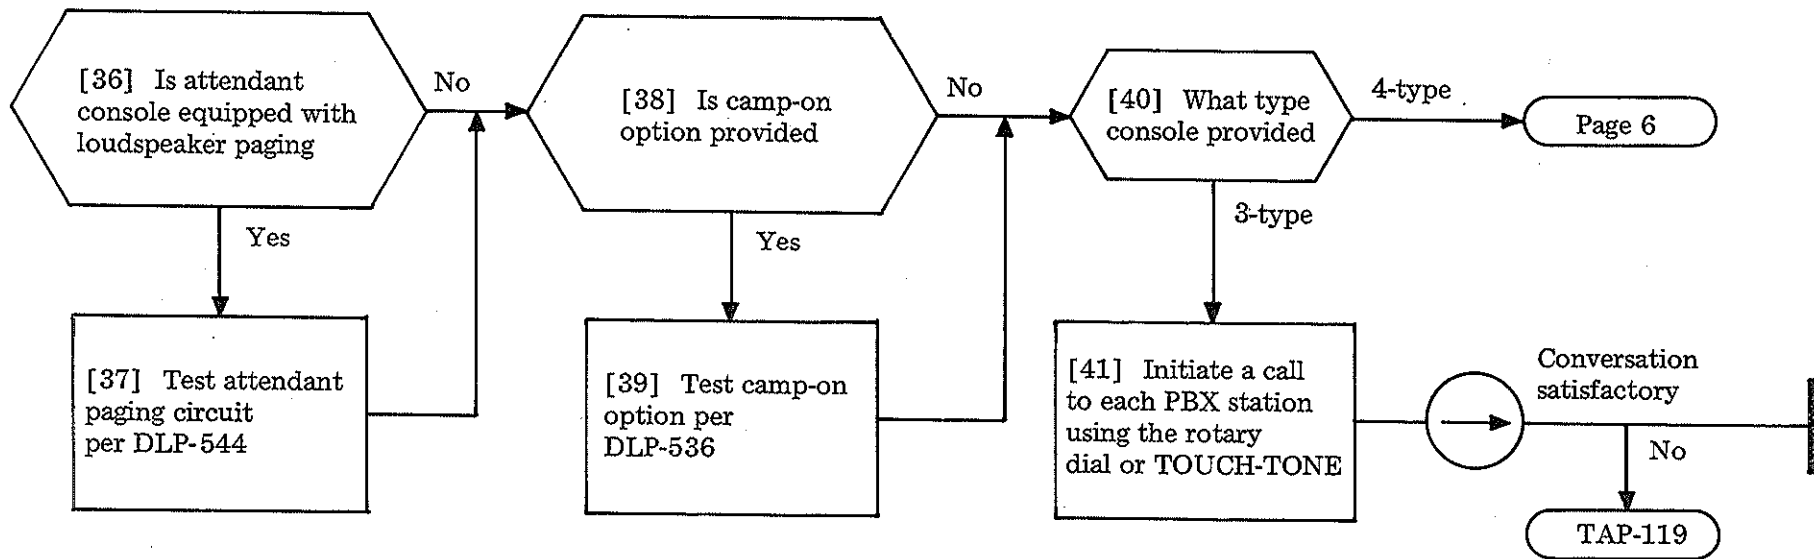 [36] Is attendant
console equipped with
loudspeaker paging
No
Yes
[37] Test attendant
paging circuit
per DLP-544
[38] Is camp-on
option provided
No
Yes
[39] Test camp-on
option per
DLP-536
[40] What type
console provided
4-type
Page 6
3-type
[41] Initiate a call
to each PBX station
using the rotary
dial or TOUCH-TONE
Conversation
satisfactory
No
TAP-119